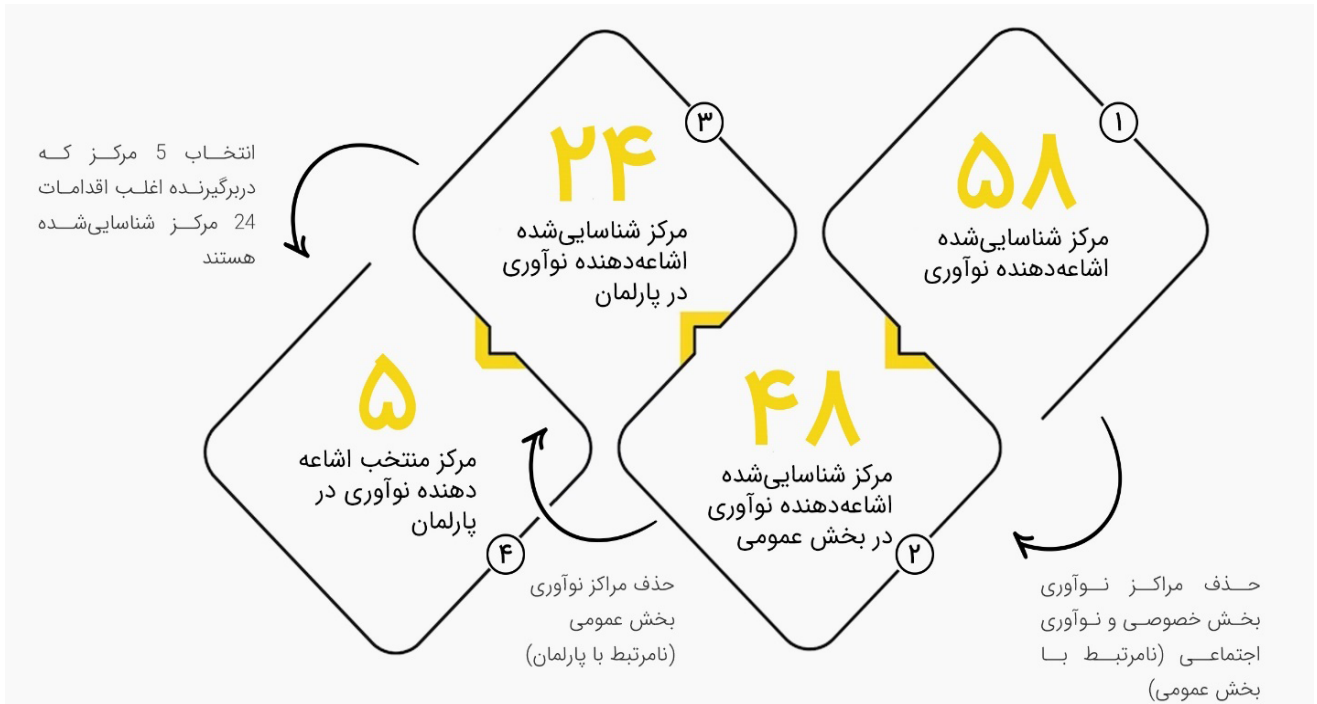 ۱
۵۸
مرکز شناسایی‌شده
اشاعه‌دهنده نوآوری
حذف مراکز نوآوری
بخش خصوصی و نوآوری
اجتماعی (نامرتبط با
بخش عمومی)
۲
۴۸
مرکز شناسایی‌شده
اشاعه‌دهنده نوآوری
در بخش عمومی
حذف مراکز نوآوری
بخش عمومی
(نامرتبط با پارلمان)
۳
۲۴
مرکز شناسایی‌شده
اشاعه‌دهنده نوآوری
در پارلمان
انتخاب 5 مرکز که
دربرگیرنده اغلب اقدامات
24 مرکز شناسایی‌شده
هستند
۴
۵
مرکز منتخب اشاعه
دهنده نوآوری در
پارلمان